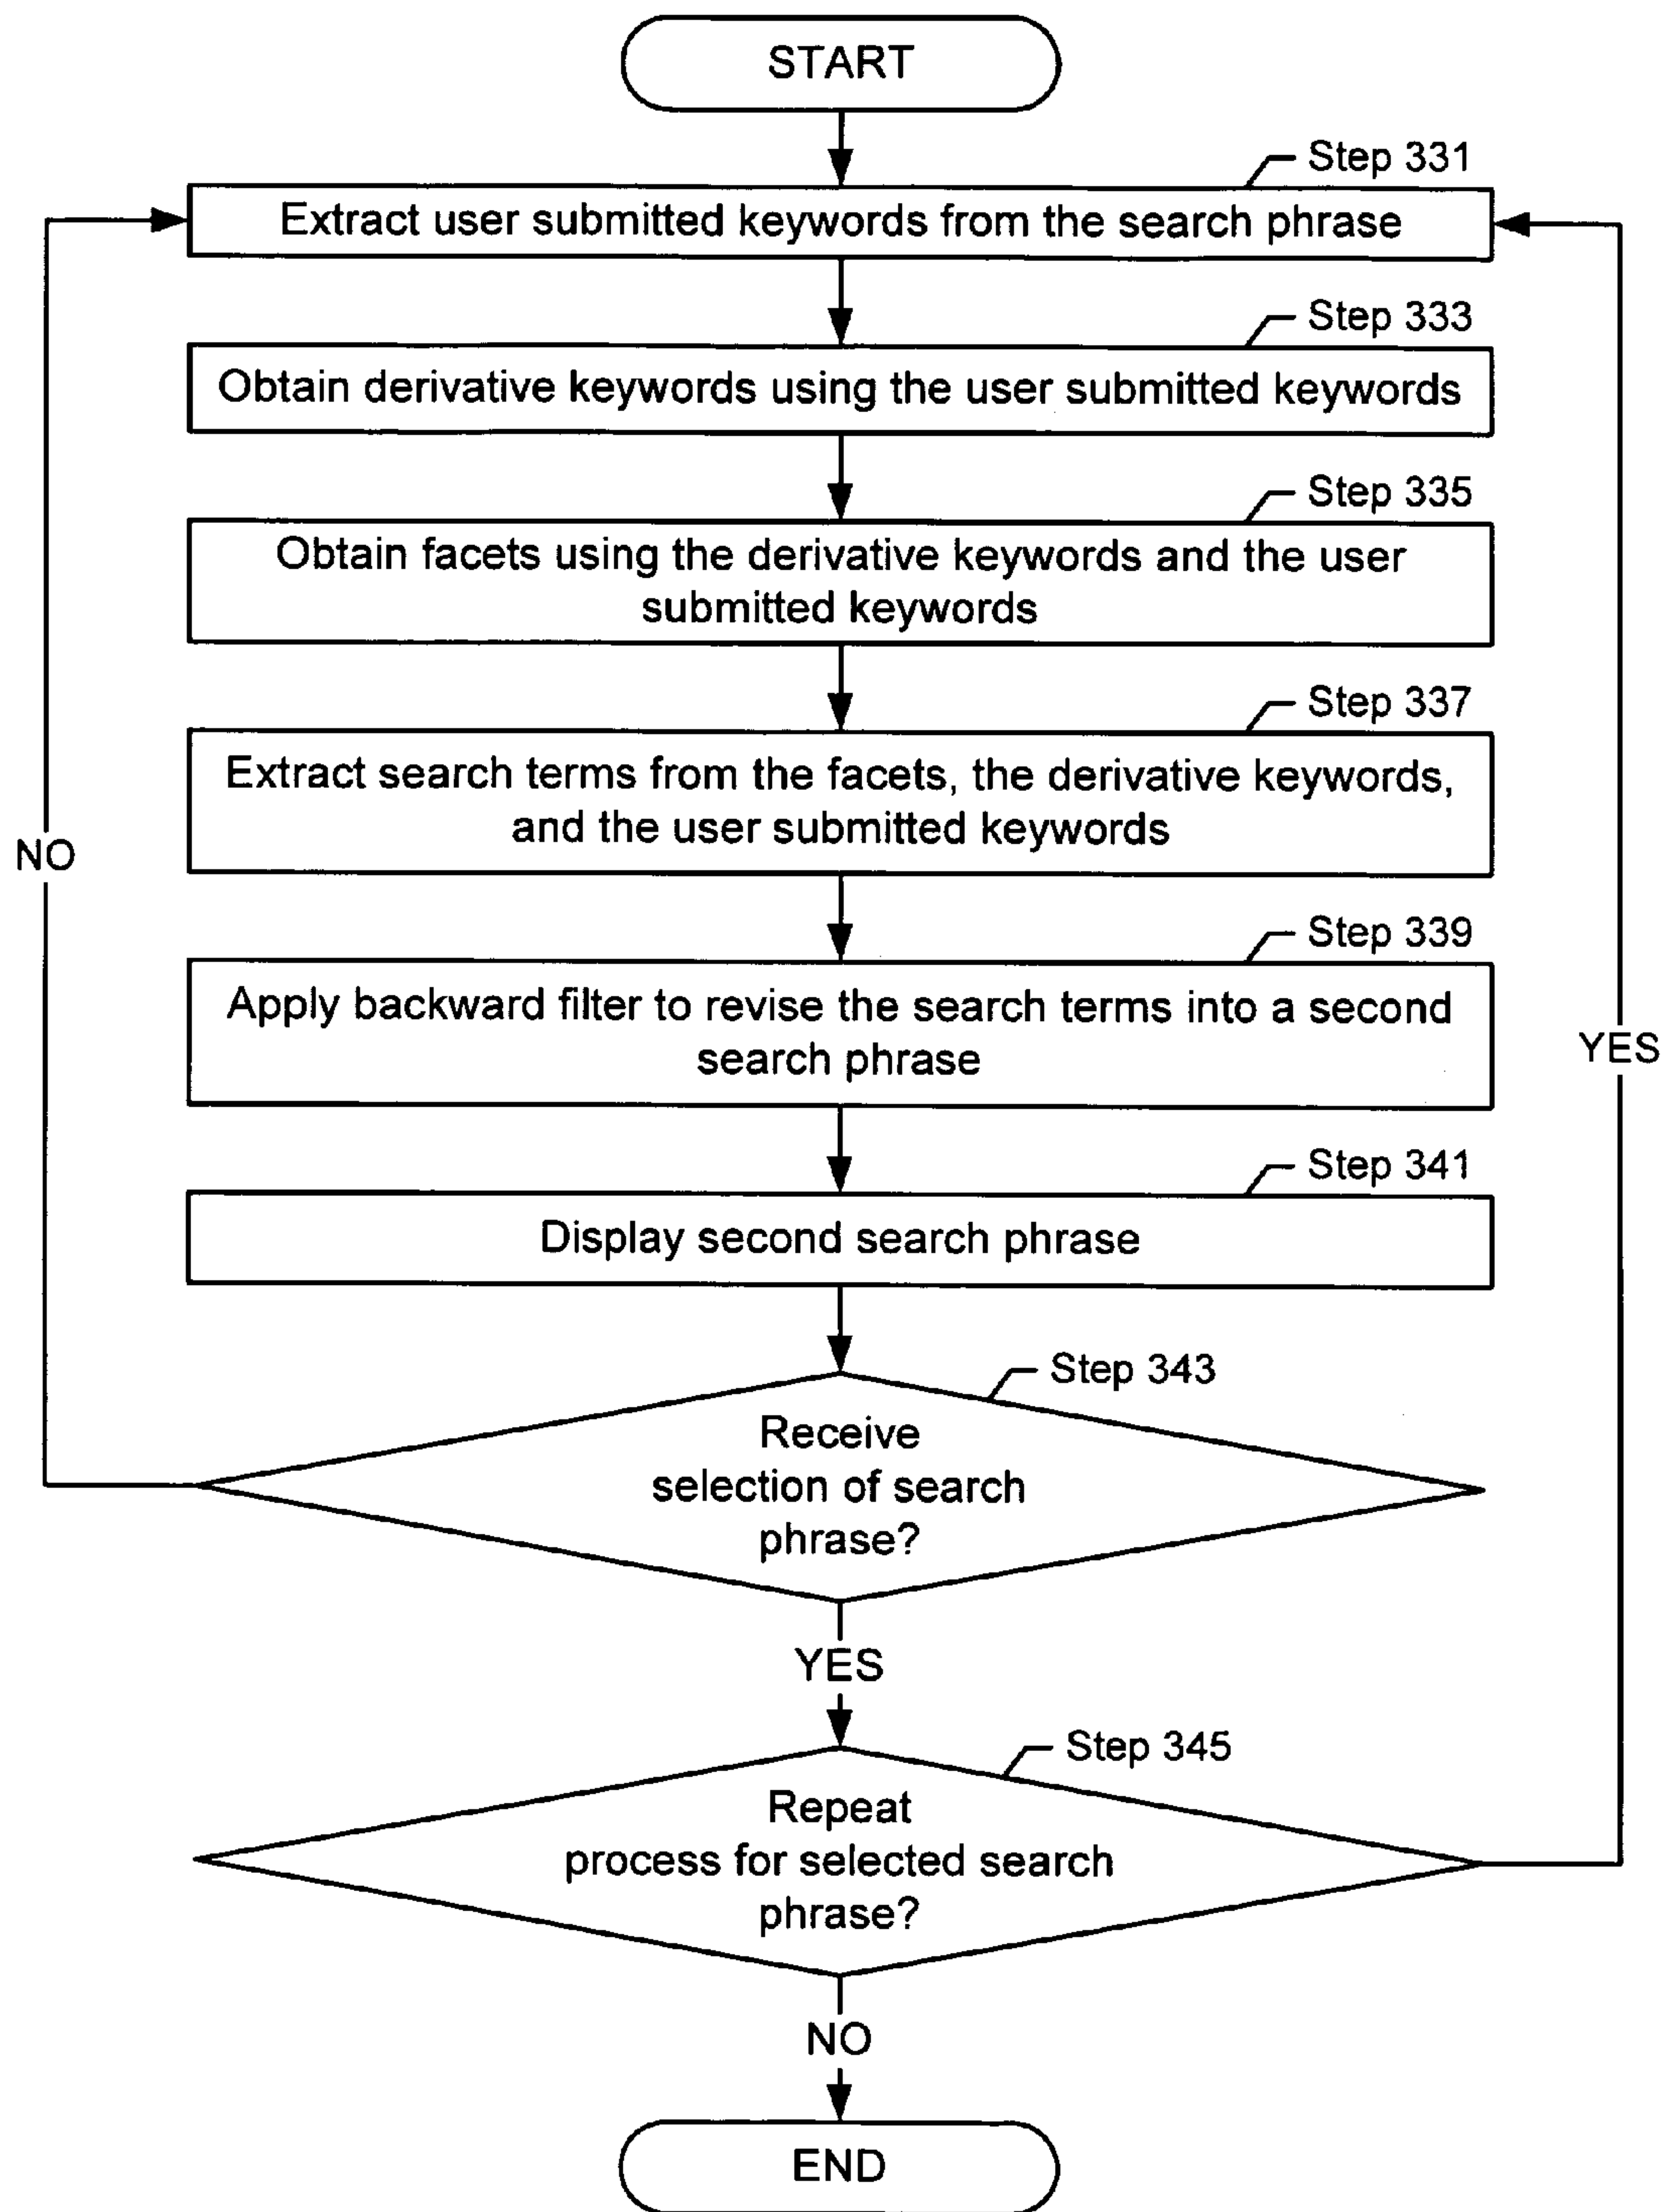 START
Step 331
Extract user submitted keywords from the search phrase
Step 333
Obtain derivative keywords using the user submitted keywords
Step 335
Obtain facets using the derivative keywords and the user
submitted keywords
Step 337
Extract search terms from the facets, the derivative keywords,
and the user submitted keywords
NO
Step 339
Apply backward filter to revise the search terms into a second
search phrase
YES
Step 341
Display second search phrase
Step 343
Receive
selection of search
phrase?
YES
Step 345
Repeat
process for selected search
phrase?
NO
END